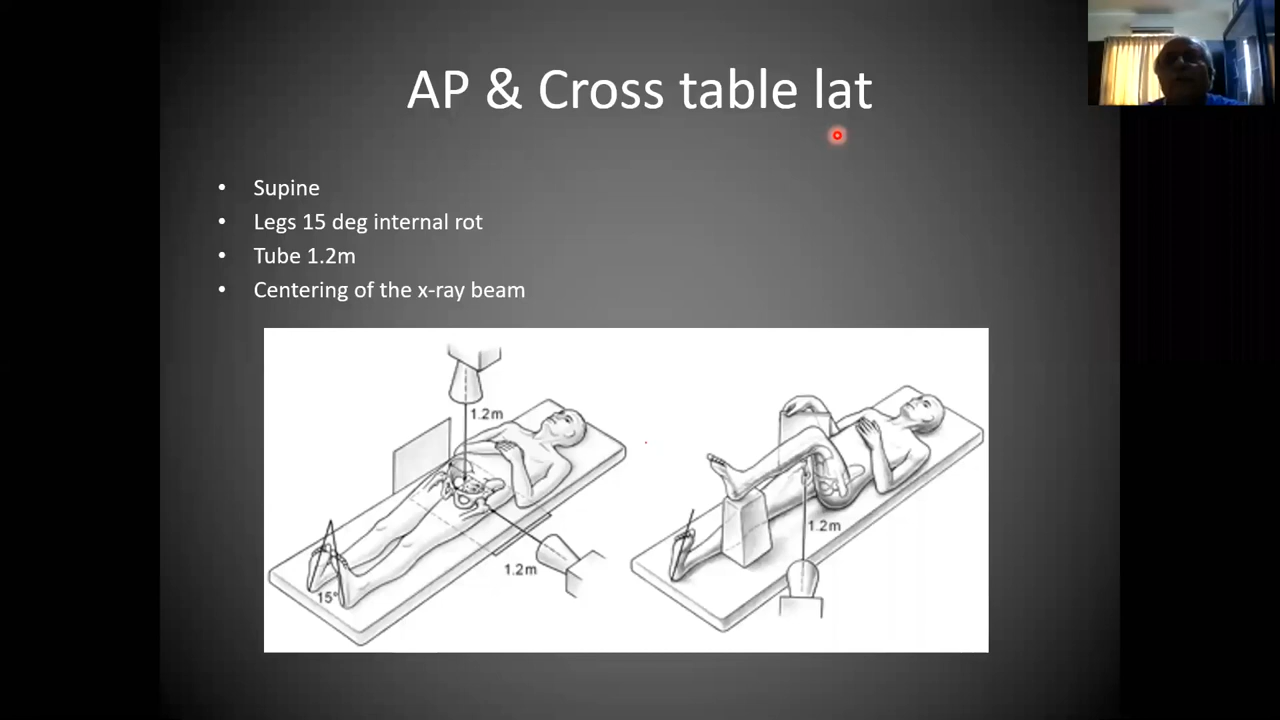 AP & Cross table lat
• Supine
• Legs 15 deg internal rot
• Tube 1.2m
• Centering of the x-ray beam
1.2m
1.2m
15°
1.2m